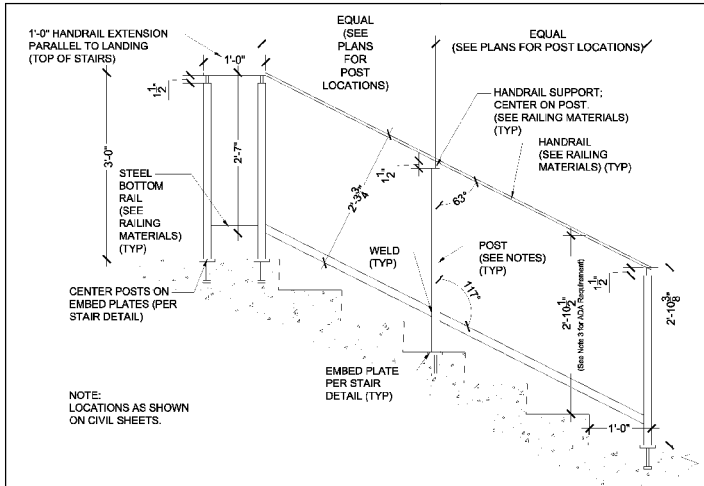 1'-0" HANDRAIL EXTENSION
PARALLEL TO LANDING
(TOP OF STAIRS)
1'-0"
EQUAL
(SEE
PLANS
FOR
POST
LOCATIONS)
EQUAL
(SEE PLANS FOR POST LOCATIONS)
1 1/2"
3'-0"
2'-7"
HANDRAIL SUPPORT;
CENTER ON POST.
(SEE RAILING MATERIALS)
(TYP)
HANDRAIL
(SEE RAILING
MATERIALS) (TYP)
STEEL
BOTTOM
RAIL
(SEE
RAILING
MATERIALS)
(TYP)
2'-3 3/4"
1 1/2"
63°
WELD
(TYP)
POST
(SEE NOTES)
(TYP)
117°
2'-10 1/2"
(See Note 3 for ADA Requirement)
1 1/2"
2'-10 3/8"
CENTER POSTS ON
EMBED PLATES (PER
STAIR DETAIL)
EMBED PLATE
PER STAIR
DETAIL (TYP)
1'-0"
NOTE:
LOCATIONS AS SHOWN
ON CIVIL SHEETS.